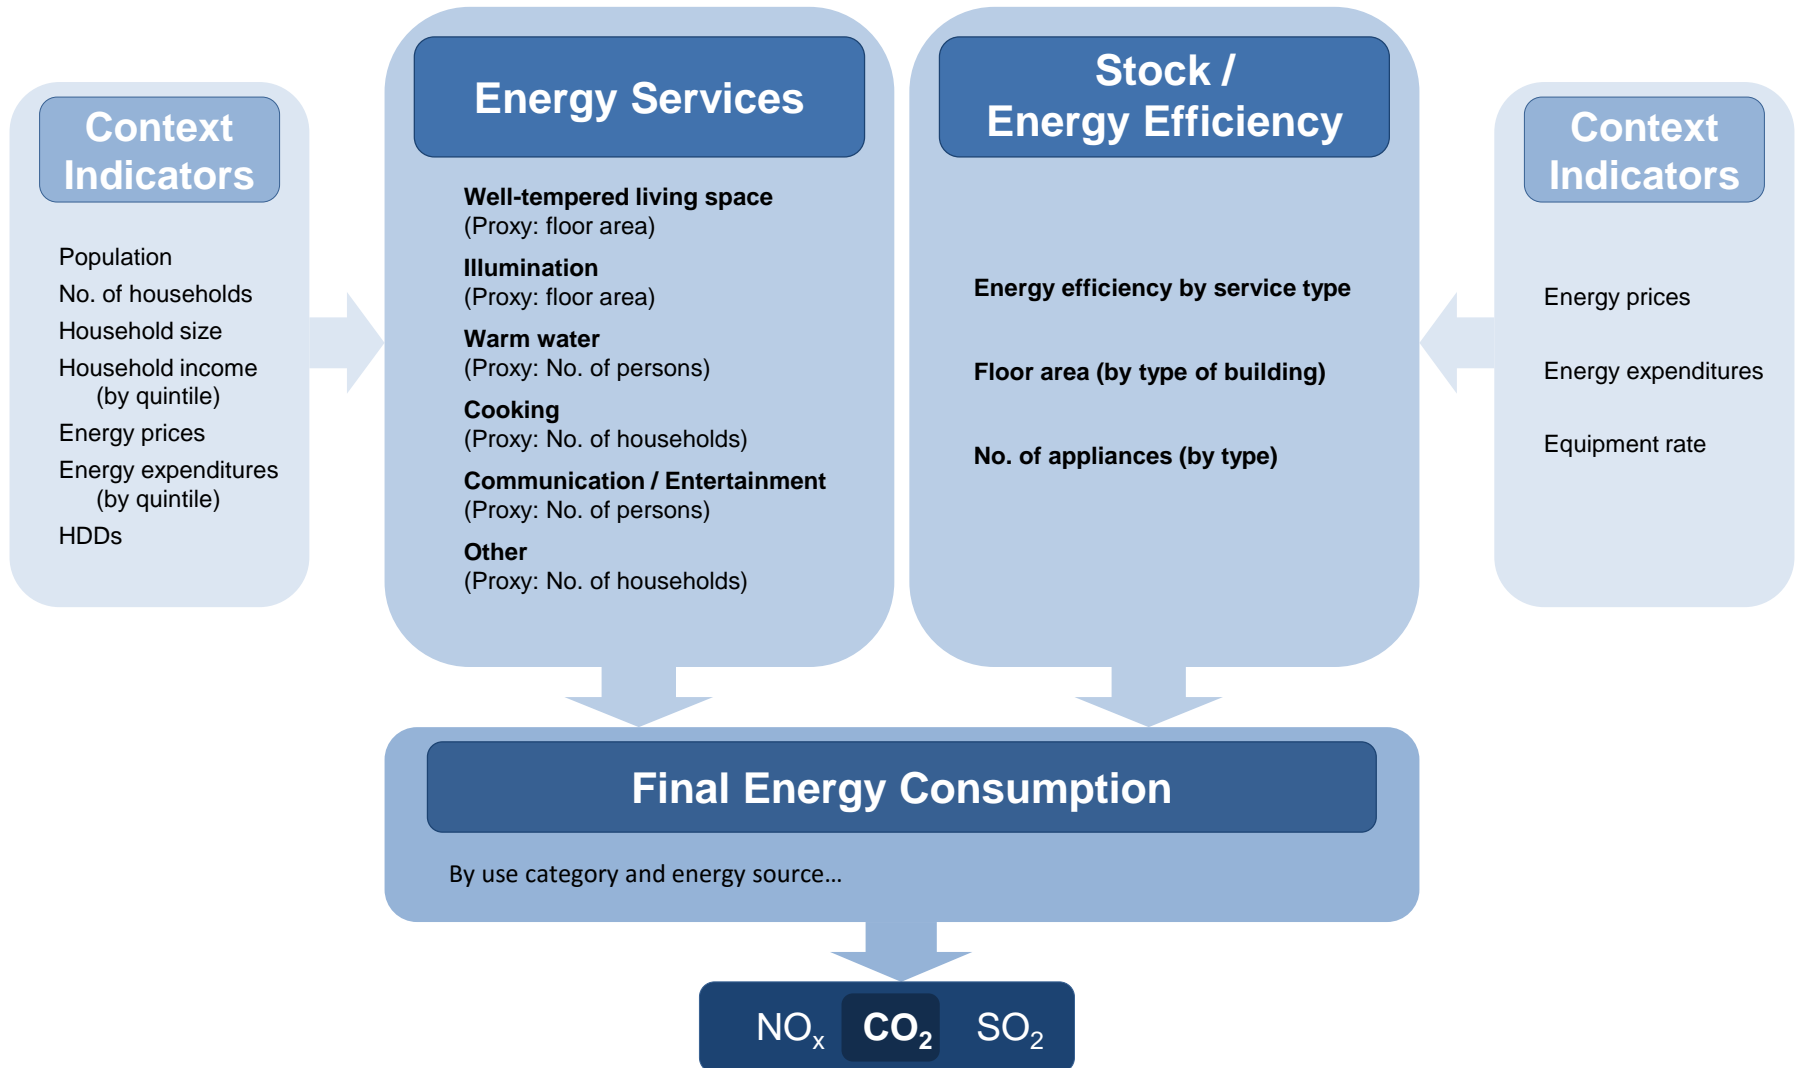 Context
Indicators
Population
No. of households
Household size
Household income
(by quintile)
Energy prices
Energy expenditures
(by quintile)
HDDs
Energy Services
Well-tempered living space
(Proxy: floor area)
Illumination
(Proxy: floor area)
Warm water
(Proxy: No. of persons)
Cooking
(Proxy: No. of households)
Communication / Entertainment
(Proxy: No. of persons)
Other
(Proxy: No. of households)
Stock /
Energy Efficiency
Energy efficiency by service type
Floor area (by type of building)
No. of appliances (by type)
Context
Indicators
Energy prices
Energy expenditures
Equipment rate
Final Energy Consumption
By use category and energy source…
NOₓ CO₂ SO₂